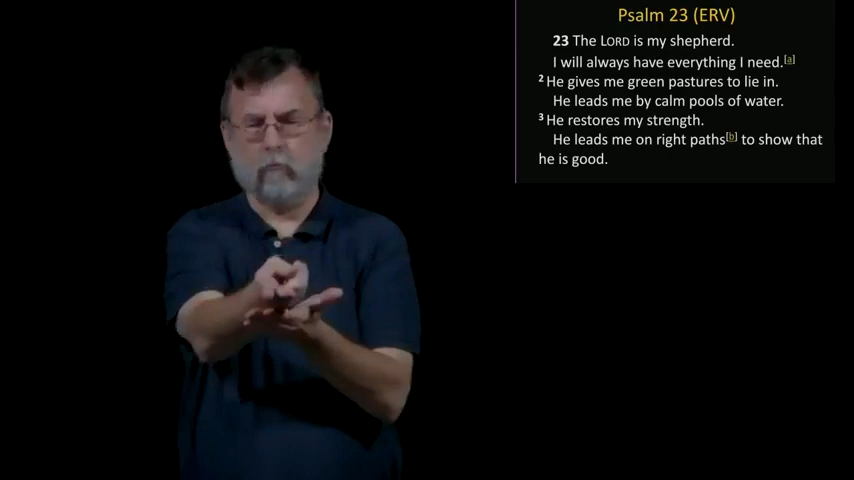 Psalm 23 (ERV)
23 The LORD is my shepherd.
I will always have everything I need.[a]
2 He gives me green pastures to lie in.
He leads me by calm pools of water.
3 He restores my strength.
He leads me on right paths[b] to show that
he is good.